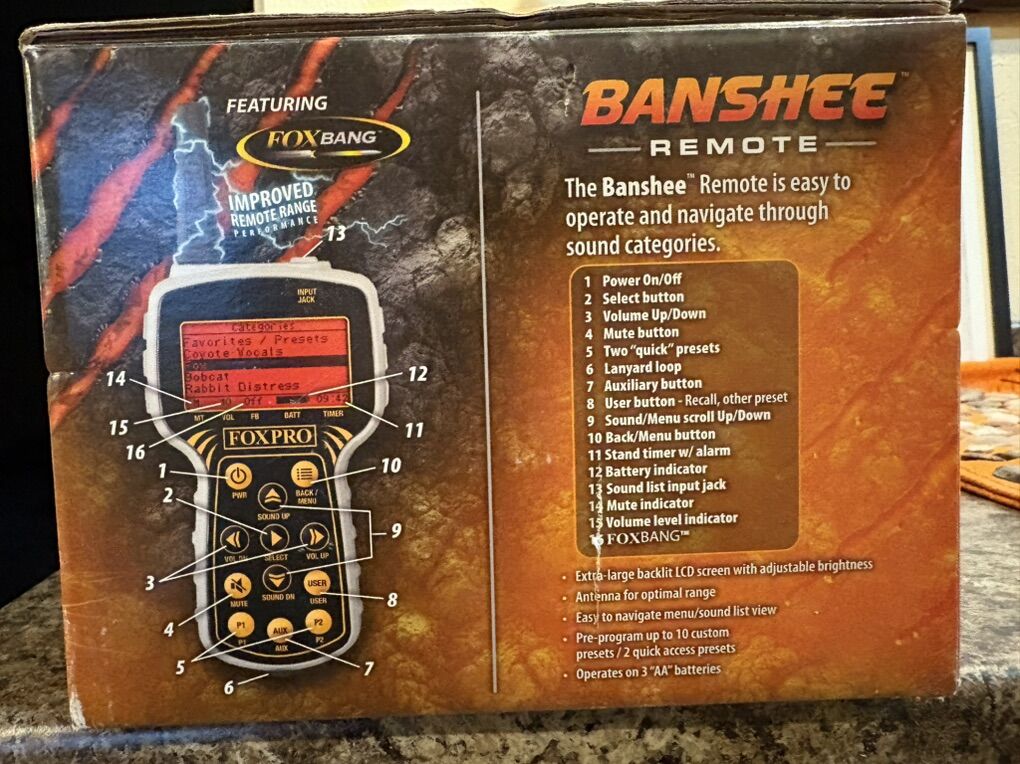 FEATURING
FOXBANG™
IMPROVED
REMOTE RANGE
PERFORMANCE
13
INPUT
JACK
Categories
Favorites / Presets
Coyote Vocals
Fox
Bobcat
Rabbit Distress
Off
09:42
MT VOL FB BATT TIMER
14
12
15
16
11
FOXPRO
1
10
PWR
BACK /
MENU
2
SOUND UP
9
VOL DN
SELECT
VOL UP
3
SOUND DN
USER
MUTE
USER
4
8
P1
AUX
P2
P1
AUX
P2
5
7
6
BANSHEE™
REMOTE
The Banshee™ Remote is easy to
operate and navigate through
sound categories.
1 Power On/Off
2 Select button
3 Volume Up/Down
4 Mute button
5 Two “quick” presets
6 Lanyard loop
7 Auxiliary button
8 User button - Recall, other preset
9 Sound/Menu scroll Up/Down
10 Back/Menu button
11 Stand timer w/ alarm
12 Battery indicator
13 Sound list input jack
14 Mute indicator
15 Volume level indicator
16 FOXBANG™
• Extra-large backlit LCD screen with adjustable brightness
• Antenna for optimal range
• Easy to navigate menu/sound list view
• Pre-program up to 10 custom
presets / 2 quick access presets
• Operates on 3 “AA” batteries